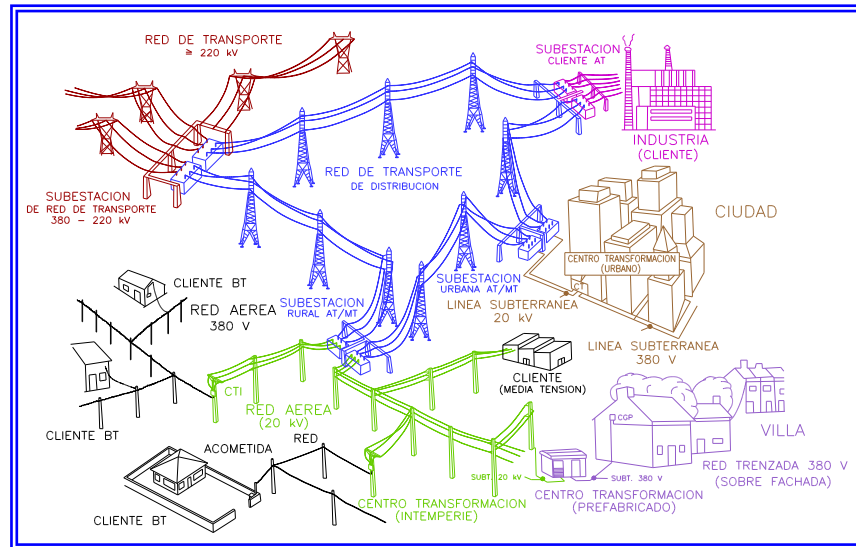 RED DE TRANSPORTE
≥ 220 kV
SUBESTACION
CLIENTE AT
INDUSTRIA
(CLIENTE)
RED DE TRANSPORTE
DE DISTRIBUCION
SUBESTACION
DE RED DE TRANSPORTE
380 - 220 kV
CIUDAD
CENTRO TRANSFORMACION
(URBANO)
CLIENTE BT
SUBESTACION
URBANA AT/MT
CT
RED AEREA
380 V
SUBESTACION
RURAL AT/MT
LINEA SUBTERRANEA
20 kV
LINEA SUBTERRANEA
380 V
CLIENTE
(MEDIA TENSION)
CTI
RED AEREA
(20 kV)
CGP
VILLA
CLIENTE BT
ACOMETIDA
RED
RED TRENZADA 380 V
(SOBRE FACHADA)
SUBT. 20 kV
SUBT. 380 V
CENTRO TRANSFORMACION
(INTEMPERIE)
CENTRO TRANSFORMACION
(PREFABRICADO)
CLIENTE BT